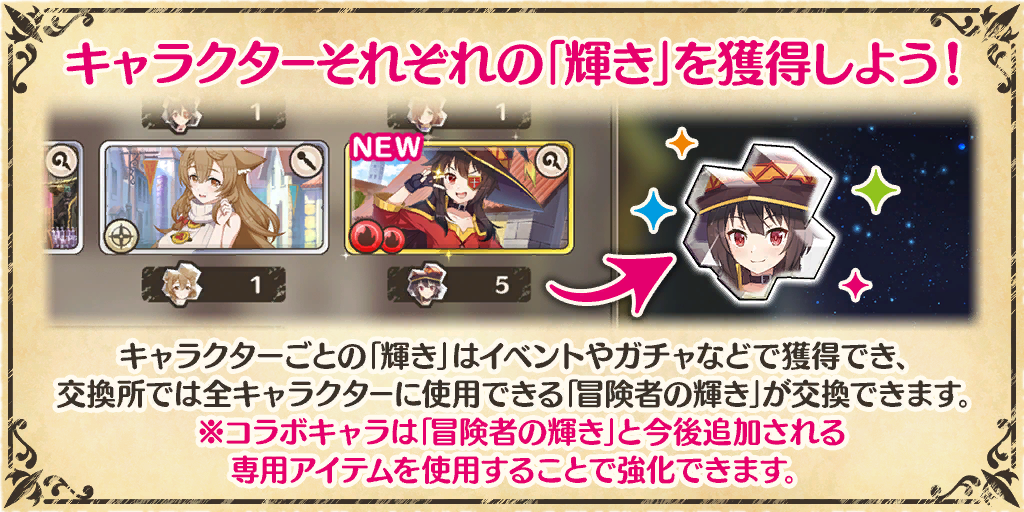 キャラクターそれぞれの「輝き」を獲得しよう!
1
1
NEW
1
5
キャラクターごとの「輝き」はイベントやガチャなどで獲得でき、
交換所では全キャラクターに使用できる「冒険者の輝き」が交換できます。
※コラボキャラは「冒険者の輝き」と今後追加される
専用アイテムを使用することで強化できます。